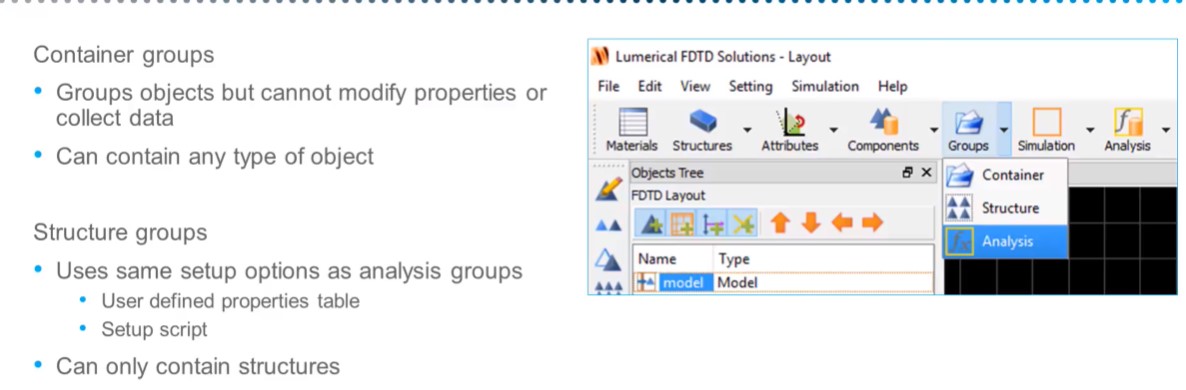 Container groups
• Groups objects but cannot modify properties or
collect data
• Can contain any type of object
Structure groups
• Uses same setup options as analysis groups
• User defined properties table
• Setup script
• Can only contain structures
Lumerical FDTD Solutions - Layout
File Edit View Setting Simulation Help
Materials Structures Attributes Components Groups Simulation Analysis
Objects Tree
FDTD Layout
Name Type
model Model
Container
Structure
Analysis